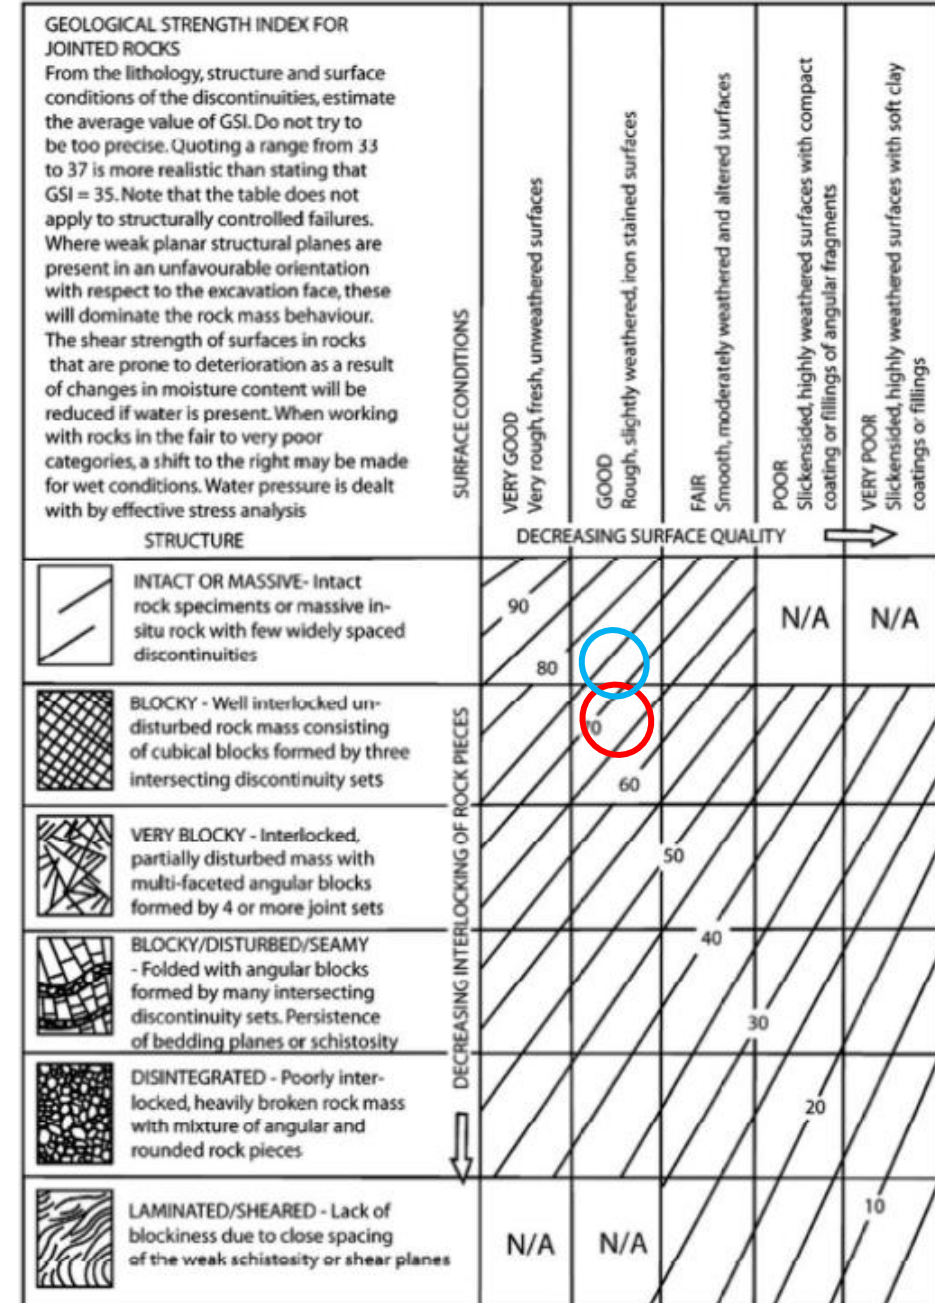 GEOLOGICAL STRENGTH INDEX FOR
JOINTED ROCKS
From the lithology, structure and surface
conditions of the discontinuities, estimate
the average value of GSI. Do not try to
be too precise. Quoting a range from 33
to 37 is more realistic than stating that
GSI = 35. Note that the table does not
apply to structurally controlled failures.
Where weak planar structural planes are
present in an unfavourable orientation
with respect to the excavation face, these
will dominate the rock mass behaviour.
The shear strength of surfaces in rocks
that are prone to deterioration as a result
of changes in moisture content will be
reduced if water is present. When working
with rocks in the fair to very poor
categories, a shift to the right may be made
for wet conditions. Water pressure is dealt
with by effective stress analysis
STRUCTURE
SURFACE CONDITIONS
VERY GOOD
Very rough, fresh, unweathered surfaces
GOOD
Rough, slightly weathered, iron stained surfaces
FAIR
Smooth, moderately weathered and altered surfaces
POOR
Slickensided, highly weathered surfaces with compact
coating or fillings of angular fragments
VERY POOR
Slickensided, highly weathered surfaces with soft clay
coatings or fillings
DECREASING SURFACE QUALITY
INTACT OR MASSIVE- Intact
rock speciments or massive in-
situ rock with few widely spaced
discontinuities
90
80
N/A
N/A
DECREASING INTERLOCKING OF ROCK PIECES
BLOCKY - Well interlocked un-
disturbed rock mass consisting
of cubical blocks formed by three
intersecting discontinuity sets
70
60
VERY BLOCKY - Interlocked,
partially disturbed mass with
multi-faceted angular blocks
formed by 4 or more joint sets
50
BLOCKY/DISTURBED/SEAMY
- Folded with angular blocks
formed by many intersecting
discontinuity sets. Persistence
of bedding planes or schistosity
40
30
DISINTEGRATED - Poorly inter-
locked, heavily broken rock mass
with mixture of angular and
rounded rock pieces
20
LAMINATED/SHEARED - Lack of
blockiness due to close spacing
of the weak schistosity or shear planes
N/A
N/A
10